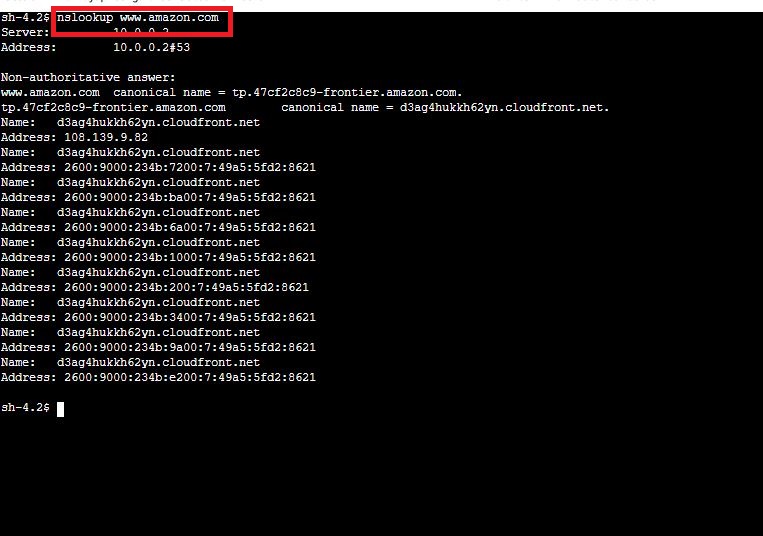 sh-4.2$ nslookup www.amazon.com
Server: 10.0.0.2
Address: 10.0.0.2#53
Non-authoritative answer:
www.amazon.com canonical name = tp.47cf2c8c9-frontier.amazon.com.
tp.47cf2c8c9-frontier.amazon.com canonical name = d3ag4hukkh62yn.cloudfront.net.
Name: d3ag4hukkh62yn.cloudfront.net
Address: 108.139.9.82
Name: d3ag4hukkh62yn.cloudfront.net
Address: 2600:9000:234b:7200:7:49a5:5fd2:8621
Name: d3ag4hukkh62yn.cloudfront.net
Address: 2600:9000:234b:ba00:7:49a5:5fd2:8621
Name: d3ag4hukkh62yn.cloudfront.net
Address: 2600:9000:234b:6a00:7:49a5:5fd2:8621
Name: d3ag4hukkh62yn.cloudfront.net
Address: 2600:9000:234b:1000:7:49a5:5fd2:8621
Name: d3ag4hukkh62yn.cloudfront.net
Address: 2600:9000:234b:200:7:49a5:5fd2:8621
Name: d3ag4hukkh62yn.cloudfront.net
Address: 2600:9000:234b:3400:7:49a5:5fd2:8621
Name: d3ag4hukkh62yn.cloudfront.net
Address: 2600:9000:234b:9a00:7:49a5:5fd2:8621
Name: d3ag4hukkh62yn.cloudfront.net
Address: 2600:9000:234b:e200:7:49a5:5fd2:8621
sh-4.2$